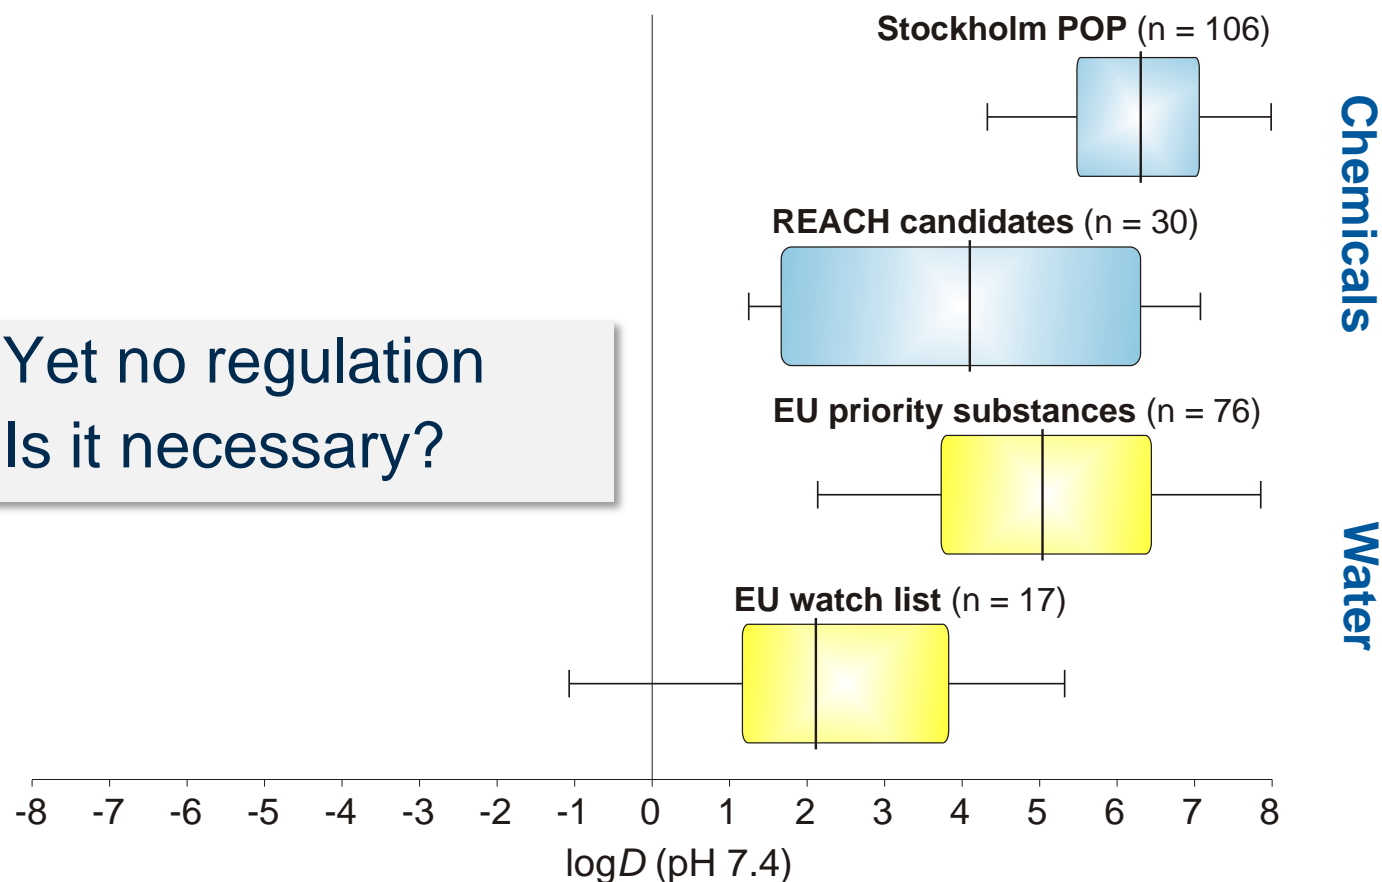 Stockholm POP (n = 106)
Chemicals
REACH candidates (n = 30)
Yet no regulation
Is it necessary?
EU priority substances (n = 76)
Water
EU watch list (n = 17)
-8 -7 -6 -5 -4 -3 -2 -1 0 1 2 3 4 5 6 7 8
logD (pH 7.4)